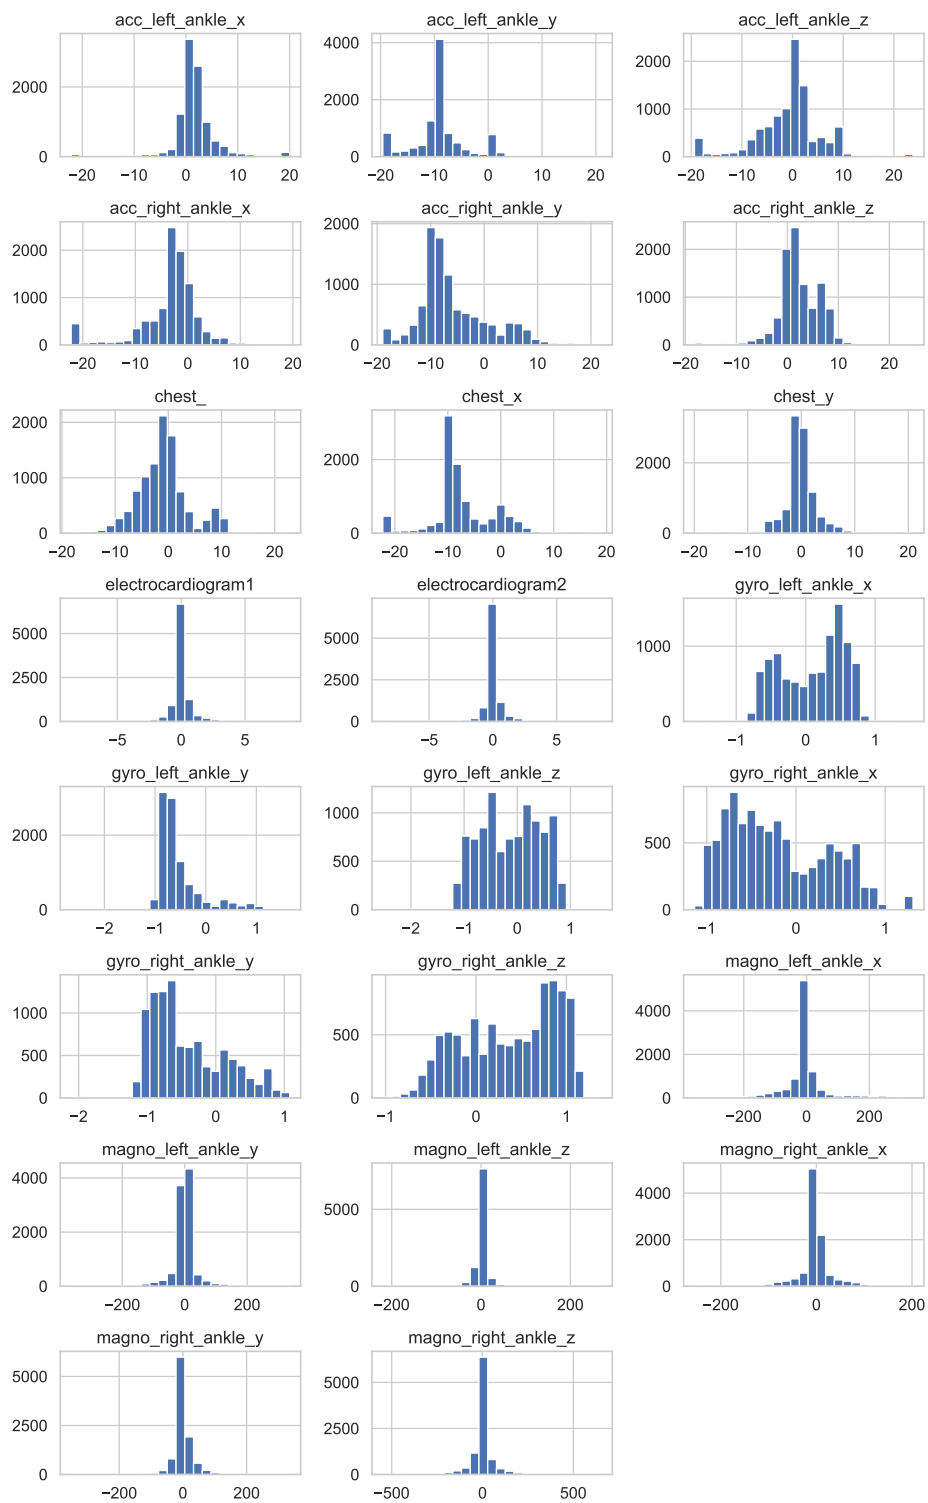 acc_left_ankle_x acc_left_ankle_y acc_left_ankle_z
4000
2000 2000
2000 1000
0 0 0
−20 −10 0 10 20 −20 −10 0 10 20 −20 −10 0 10 20
acc_right_ankle_x acc_right_ankle_y acc_right_ankle_z
2000 2000 2000
1000 1000 1000
0 0 0
−20 −10 0 10 20 −20 −10 0 10 20 −20 −10 0 10 20
chest_ chest_x chest_y
2000
2000 2000
1000
0 0 0
−20 −10 0 10 20 −20 −10 0 10 20 −20 −10 0 10 20
electrocardiogram1 electrocardiogram2 gyro_left_ankle_x
5000 5000
1000
2500 2500
0 0 0
−5 0 5 −5 0 5 −1 0 1
gyro_left_ankle_y gyro_left_ankle_z gyro_right_ankle_x
1000
2000 500 500
0 0 0
−2 −1 0 1 −2 −1 0 1 −1 0 1
gyro_right_ankle_y gyro_right_ankle_z magno_left_ankle_x
1000 4000
500 500 2000
0 0 0
−2 −1 0 1 −1 0 1 −200 0 200
magno_left_ankle_y magno_left_ankle_z magno_right_ankle_x
4000 4000
5000
2000 2000
0 0 0
−200 0 200 −200 0 200 −200 0 200
magno_right_ankle_y magno_right_ankle_z
5000 5000
2500 2500
0 0
−200 0 200 −500 0 500